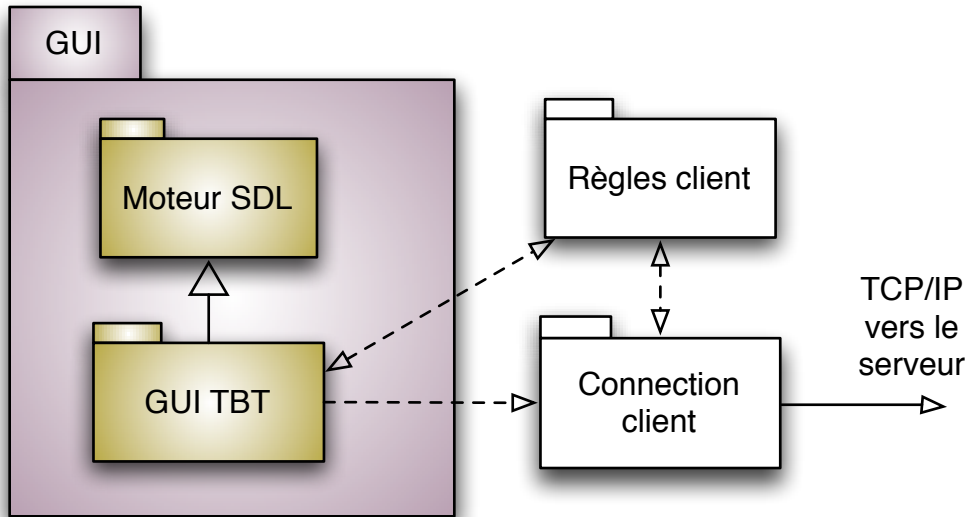 GUI
Moteur SDL
Règles client
TCP/IP
vers le
serveur
GUI TBT
Connection
client